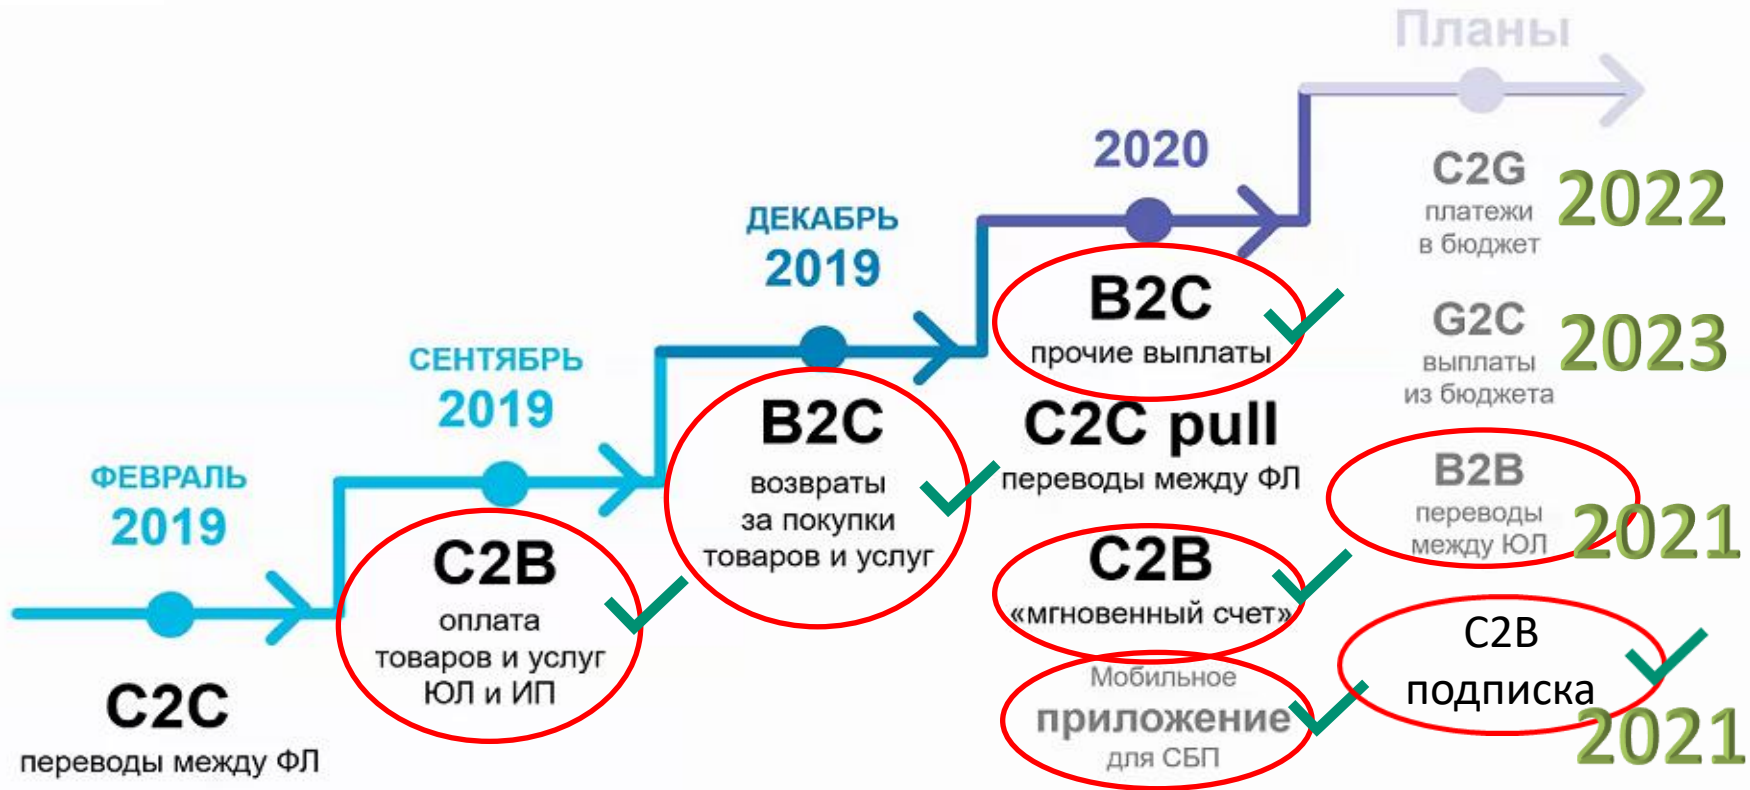 ФЕВРАЛЬ
2019
C2C
переводы между ФЛ
СЕНТЯБРЬ
2019
C2B
оплата
товаров и услуг
ЮЛ и ИП
ДЕКАБРЬ
2019
B2C
возвраты
за покупки
товаров и услуг
2020
B2C
прочие выплаты
C2C pull
переводы между ФЛ
C2B
«мгновенный счет»
Мобильное
приложение
для СБП
Планы
C2G
платежи
в бюджет
2022
G2C
выплаты
из бюджета
2023
B2B
переводы
между ЮЛ
2021
C2B
подписка
2021